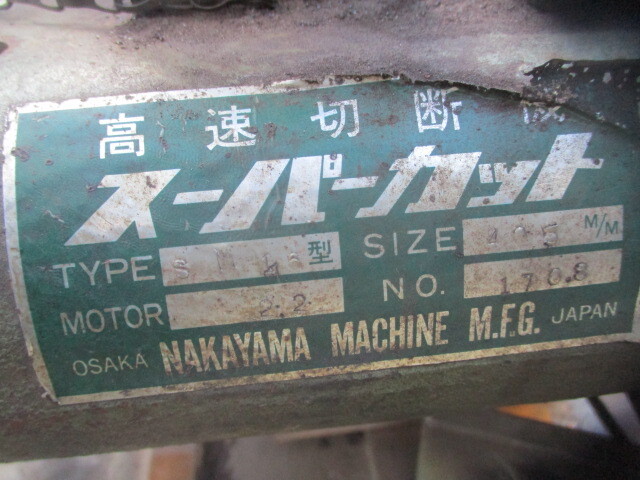 高速切断
スーパーカット
TYPE 型 SIZE 405 M/M
MOTOR 2.2 NO. 1708
OSAKA NAKAYAMA MACHINE M.F.G. JAPAN